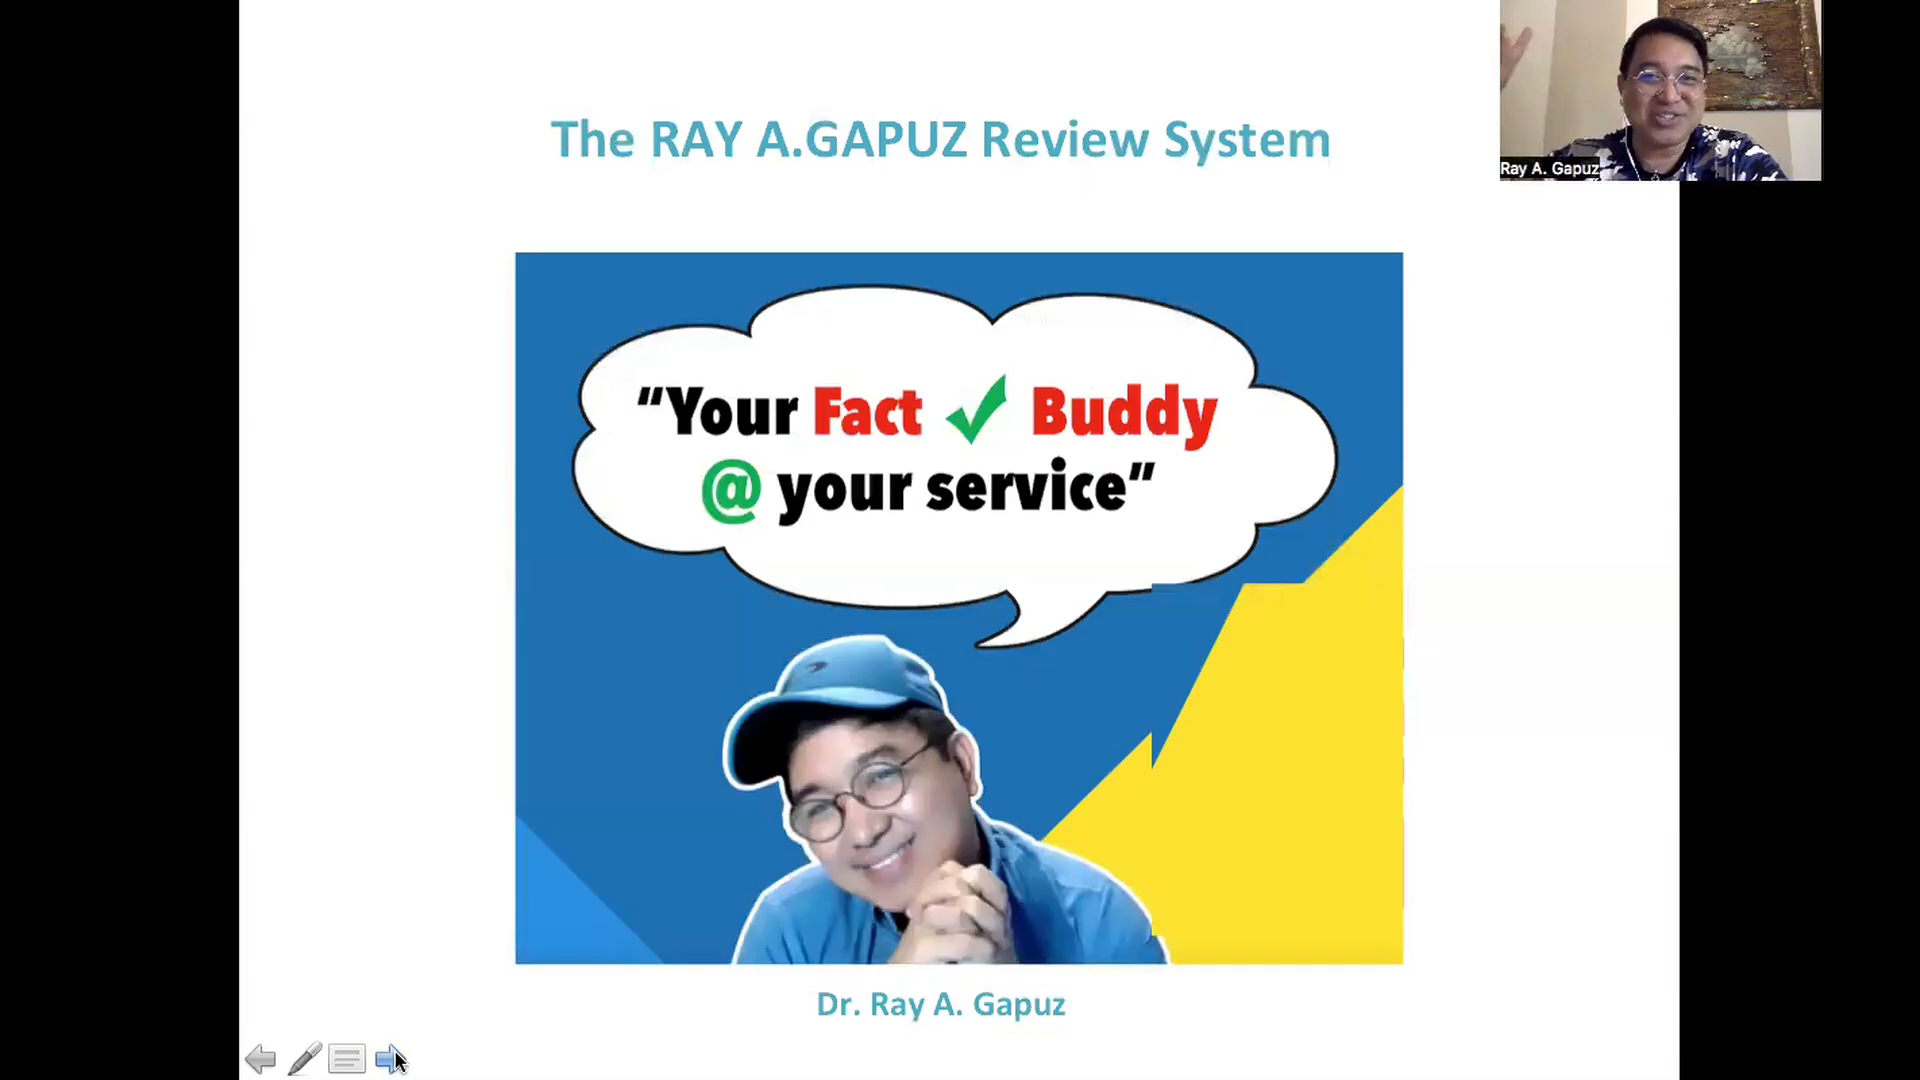 The RAY A.GAPUZ Review System
Ray A. Gapuz
“Your Fact ✓ Buddy
@ your service”
Dr. Ray A. Gapuz